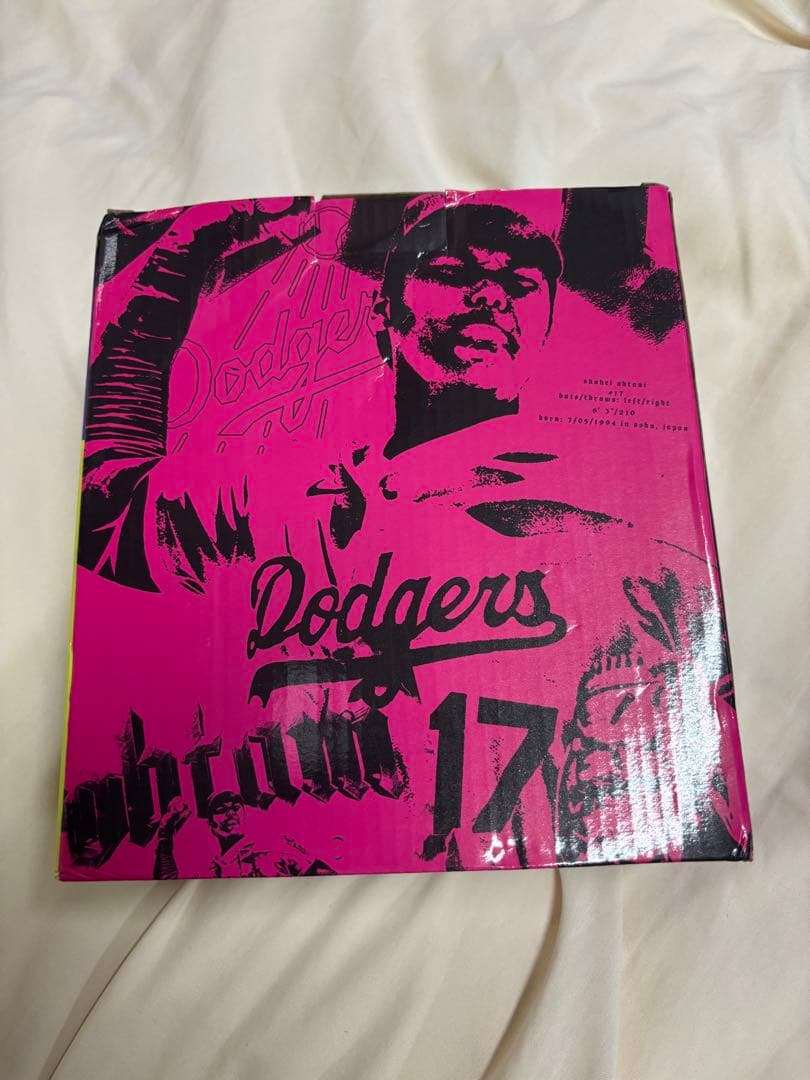 Dodgers
shohei ohtani
#17
bats/throws: left/right
6' 3"/210
born: 7/05/1994 in oshu, japan
Dodgers
ohtani
17